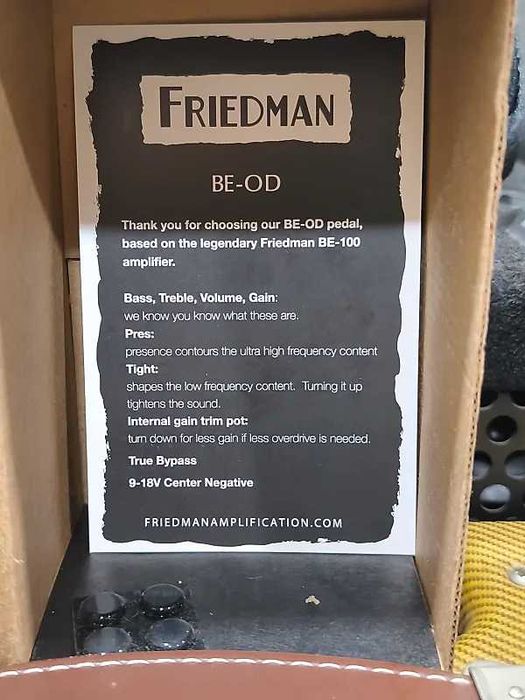 FRIEDMAN
BE-OD
Thank you for choosing our BE-OD pedal,
based on the legendary Friedman BE-100
amplifier.
Bass, Treble, Volume, Gain:
we know you know what these are.
Pres:
presence contours the ultra high frequency content
Tight:
shapes the low frequency content. Turning it up
tightens the sound.
Internal gain trim pot:
turn down for less gain if less overdrive is needed.
True Bypass
9-18V Center Negative
FRIEDMANAMPLIFICATION.COM